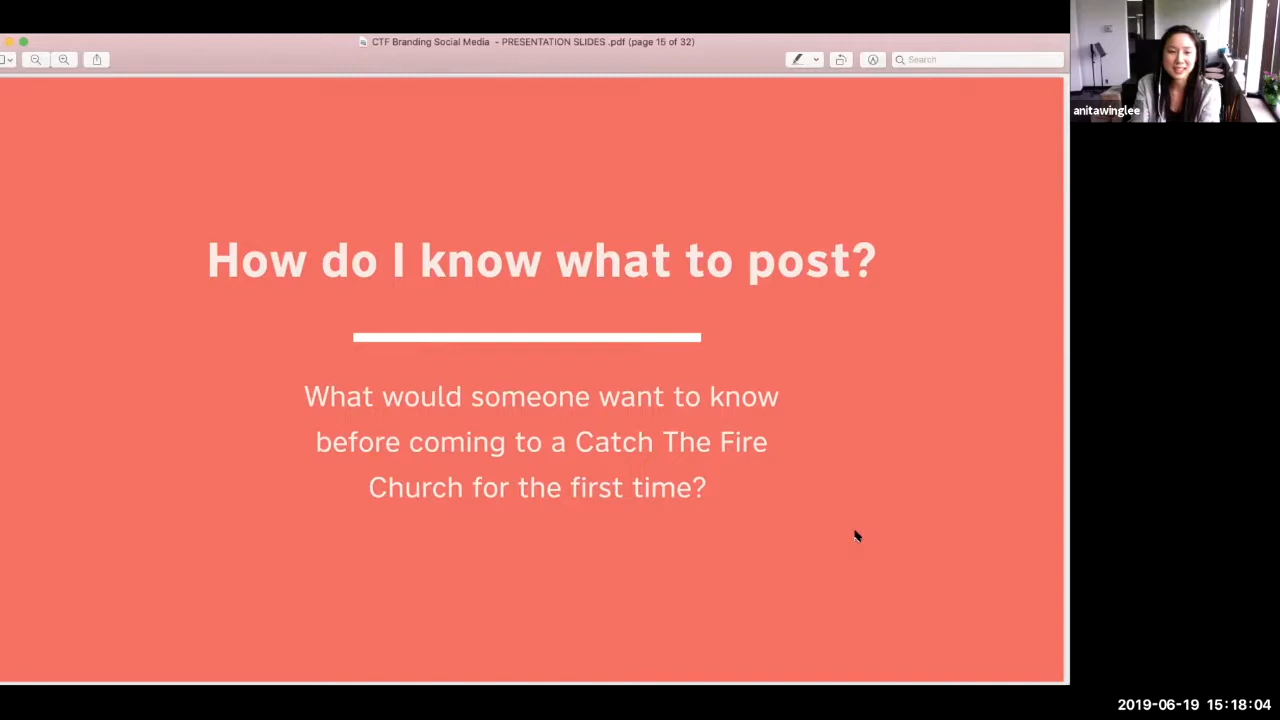 CTF Branding Social Media - PRESENTATION SLIDES .pdf (page 15 of 32)
Search
anitawinglee
How do I know what to post?
What would someone want to know
before coming to a Catch The Fire
Church for the first time?
2019-06-19 15:18:04